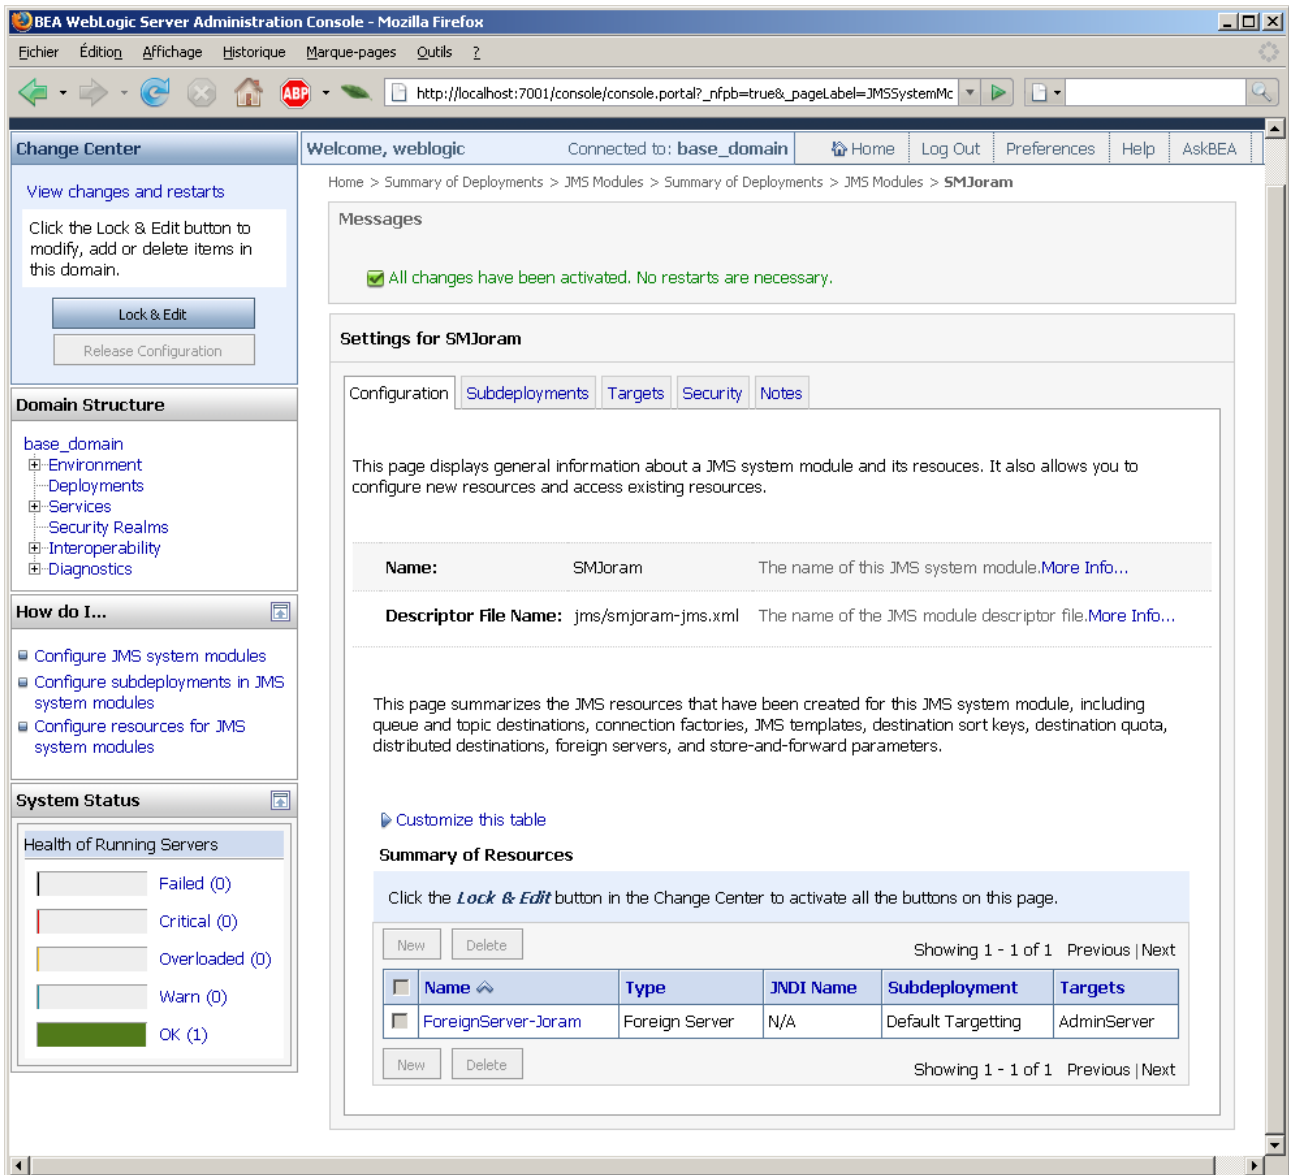 BEA WebLogic Server Administration Console - Mozilla Firefox
Fichier Édition Affichage Historique Marque-pages Outils ?
ABP http://localhost:7001/console/console.portal?_nfpb=true&_pageLabel=JMSSystemMc
Change Center
View changes and restarts
Click the Lock & Edit button to
modify, add or delete items in
this domain.
Lock & Edit
Release Configuration
Domain Structure
base_domain
Environment
Deployments
Services
Security Realms
Interoperability
Diagnostics
How do I...
Configure JMS system modules
Configure subdeployments in JMS
system modules
Configure resources for JMS
system modules
System Status
Health of Running Servers
Failed (0)
Critical (0)
Overloaded (0)
Warn (0)
OK (1)
Welcome, weblogic Connected to: base_domain Home Log Out Preferences Help AskBEA
Home > Summary of Deployments > JMS Modules > Summary of Deployments > JMS Modules > SMJoram
Messages
All changes have been activated. No restarts are necessary.
Settings for SMJoram
Configuration Subdeployments Targets Security Notes
This page displays general information about a JMS system module and its resouces. It also allows you to
configure new resources and access existing resources.
Name: SMJoram The name of this JMS system module.More Info...
Descriptor File Name: jms/smjoram-jms.xml The name of the JMS module descriptor file.More Info...
This page summarizes the JMS resources that have been created for this JMS system module, including
queue and topic destinations, connection factories, JMS templates, destination sort keys, destination quota,
distributed destinations, foreign servers, and store-and-forward parameters.
Customize this table
Summary of Resources
Click the Lock & Edit button in the Change Center to activate all the buttons on this page.
New Delete Showing 1 - 1 of 1 Previous | Next
Name Type JNDI Name Subdeployment Targets
ForeignServer-Joram Foreign Server N/A Default Targetting AdminServer
New Delete Showing 1 - 1 of 1 Previous | Next